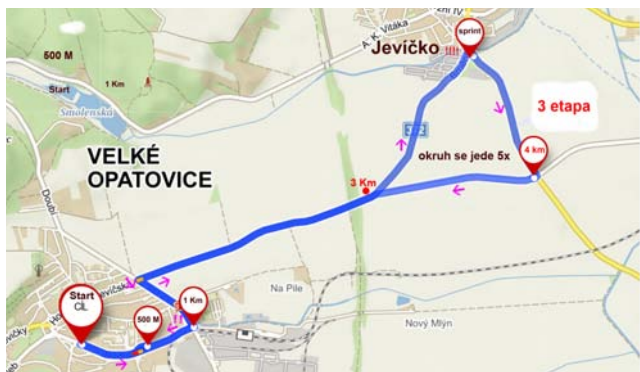 500 M
1 Km
Start
Smolenská
A. K. Vitáka
Jevíčko
sprint
3 etapa
VELKÉ
OPATOVICE
okruh se jede 5x
4 km
3 Km
Doubí
Start
CÍL
500 M
1 Km
Na Pile
Nový Mlýn